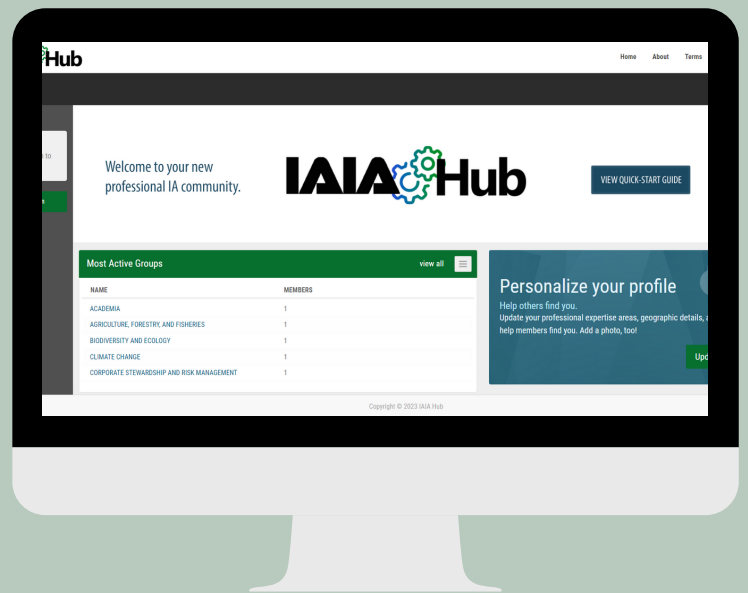 Hub
Home About Terms
to
Welcome to your new
professional IA community.
IAIA Hub
VIEW QUICK-START GUIDE
Most Active Groups view all
NAME MEMBERS
ACADEMIA 1
AGRICULTURE, FORESTRY, AND FISHERIES 1
BIODIVERSITY AND ECOLOGY 1
CLIMATE CHANGE 1
CORPORATE STEWARDSHIP AND RISK MANAGEMENT 1
Personalize your profile
Help others find you.
Update your professional expertise areas, geographic details,
help members find you. Add a photo, too!
Upd
Copyright © 2023 IAIA Hub